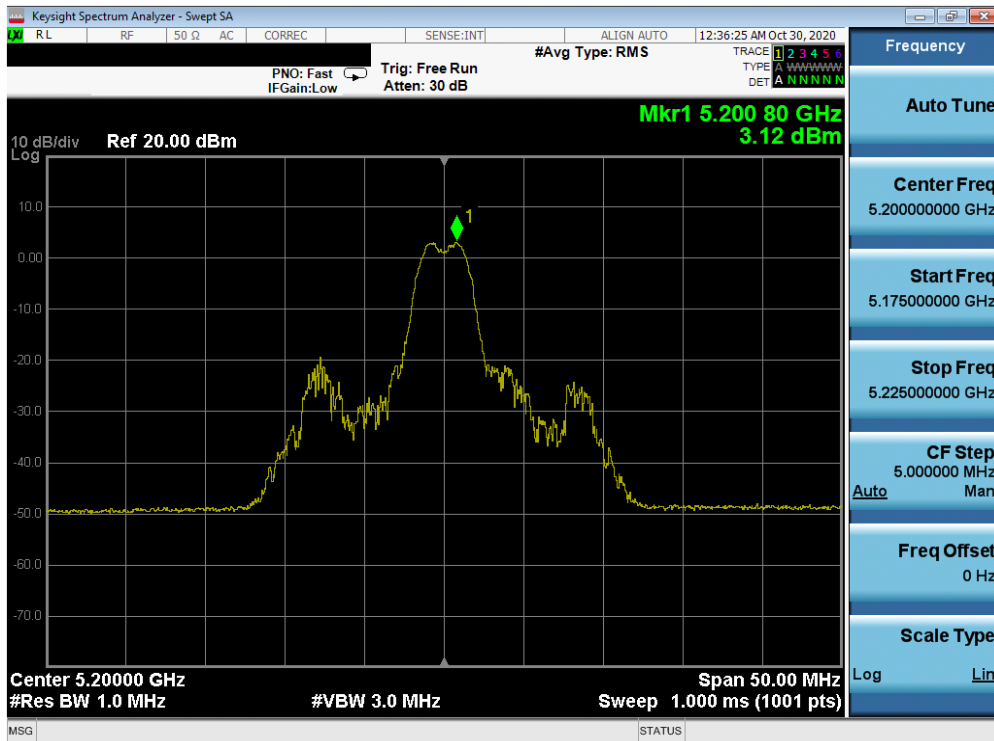 Keysight Spectrum Analyzer - Swept SA
LXI RL RF 50 Ω AC CORREC SENSE:INT ALIGN AUTO 12:36:25 AM Oct 30, 2020
PNO: Fast Trig: Free Run #Avg Type: RMS TRACE 1 2 3 4 5 6
IFGain:Low Atten: 30 dB TYPE A WWWWW
DET A N N N N N
Mkr1 5.200 80 GHz
3.12 dBm
10 dB/div Ref 20.00 dBm
Log
1
10.0
0.00
-10.0
-20.0
-30.0
-40.0
-50.0
-60.0
-70.0
Center 5.20000 GHz Span 50.00 MHz
#Res BW 1.0 MHz #VBW 3.0 MHz Sweep 1.000 ms (1001 pts)
MSG STATUS
Frequency
Auto Tune
Center Freq
5.200000000 GHz
Start Freq
5.175000000 GHz
Stop Freq
5.225000000 GHz
CF Step
5.000000 MHz
Auto Man
Freq Offset
0 Hz
Scale Type
Log Lin